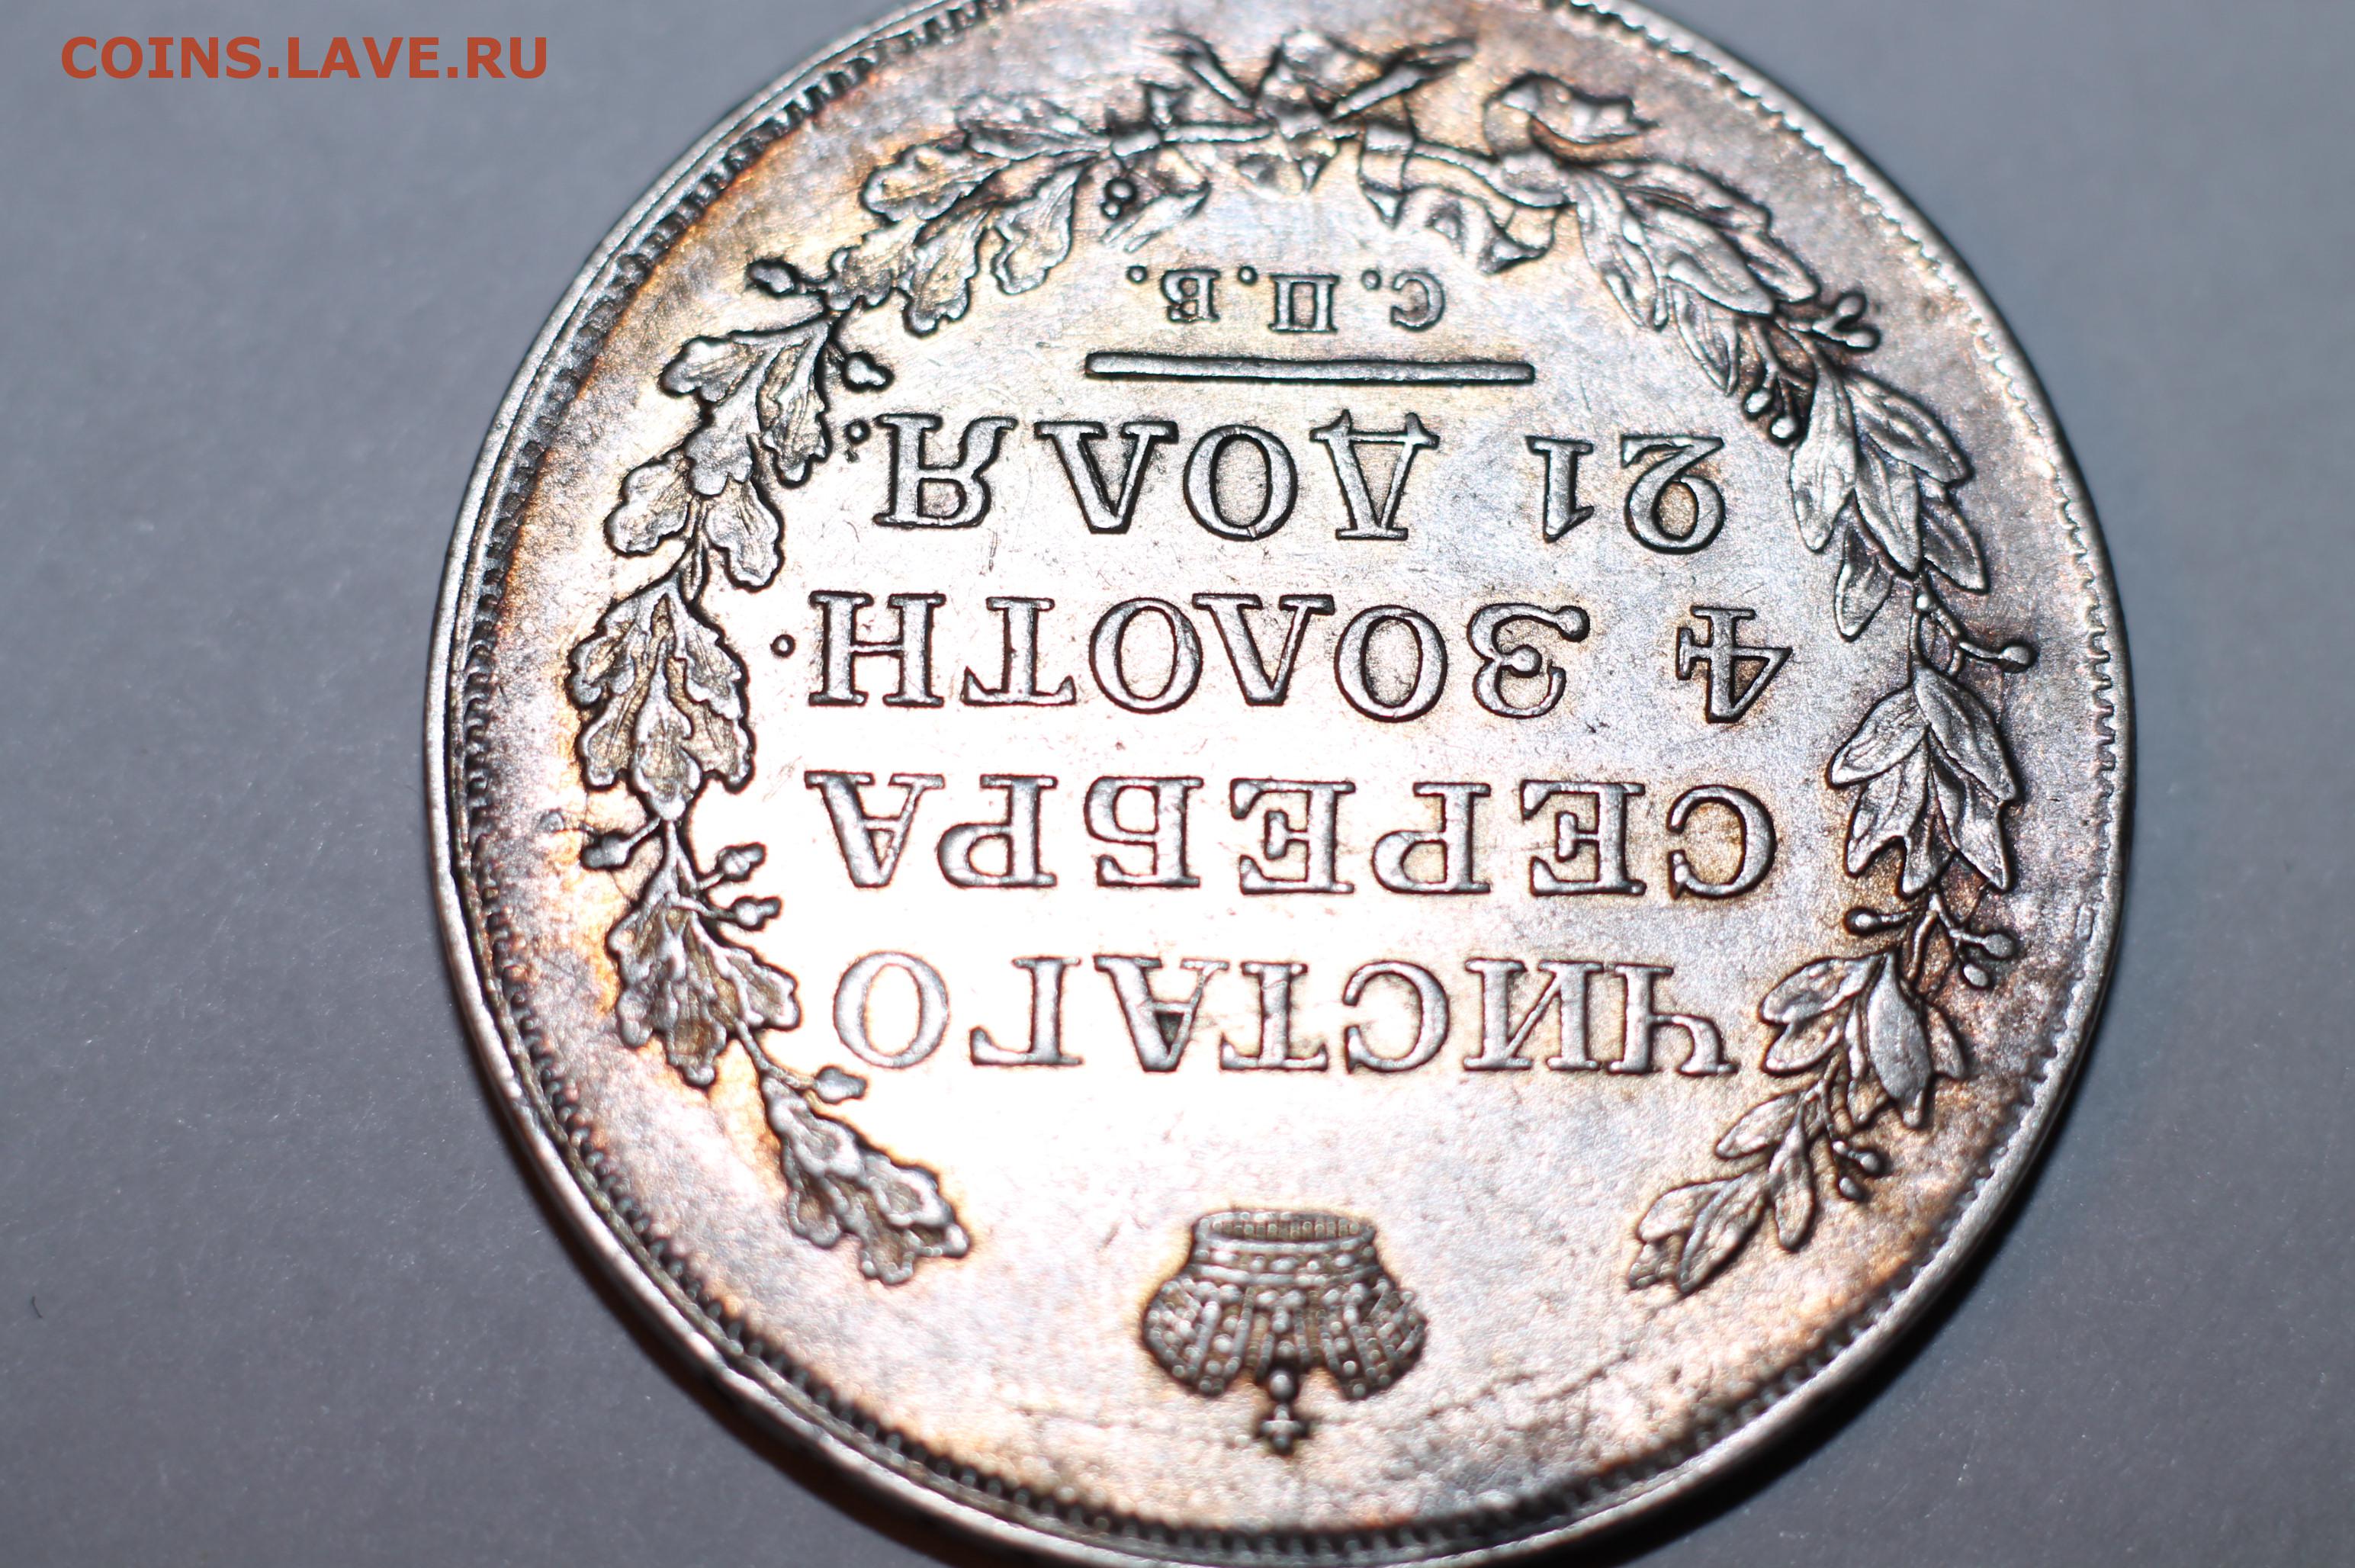 COINS.LAVE.RU
ЧИСТАГО
СЕРЕБРА
4 ЗОЛОТН.
21 ДОЛЯ.
С.П.Б.